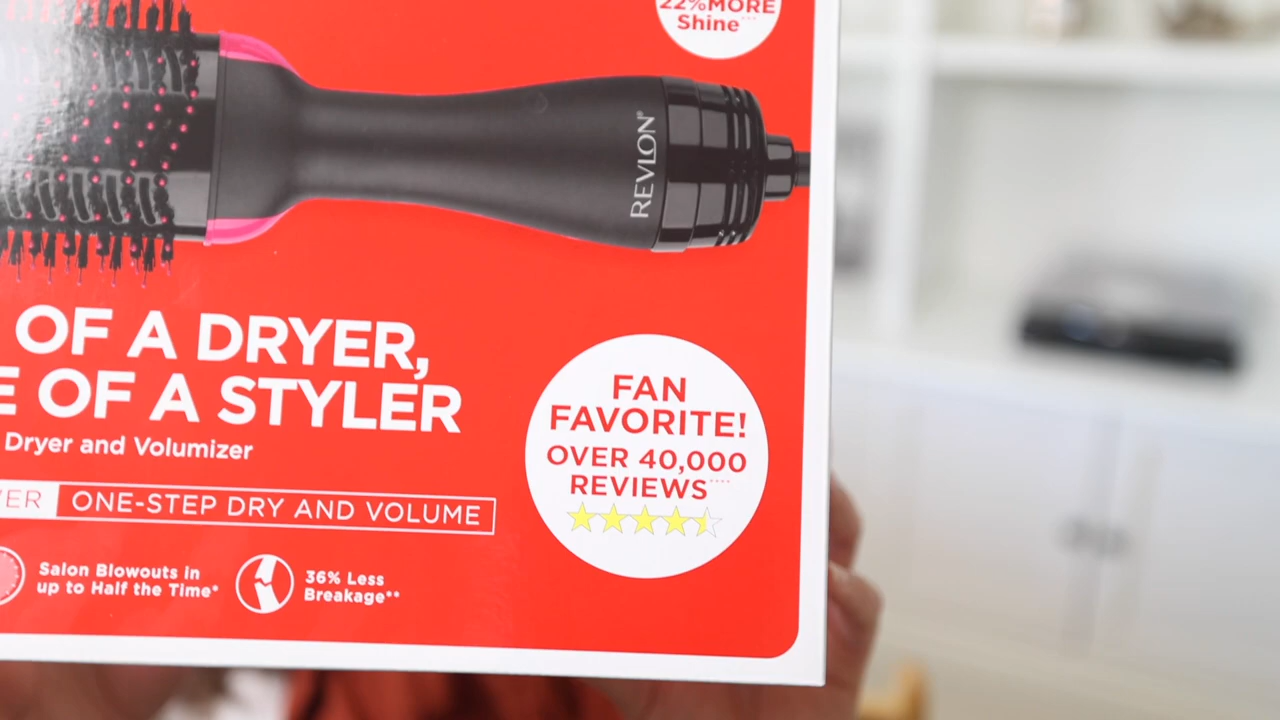 22% MORE
Shine***
REVLON®
OF A DRYER,
OF A STYLER
Dryer and Volumizer
ONE-STEP DRY AND VOLUME
Salon Blowouts in
up to Half the Time*
36% Less
Breakage**
FAN
FAVORITE!
OVER 40,000
REVIEWS****